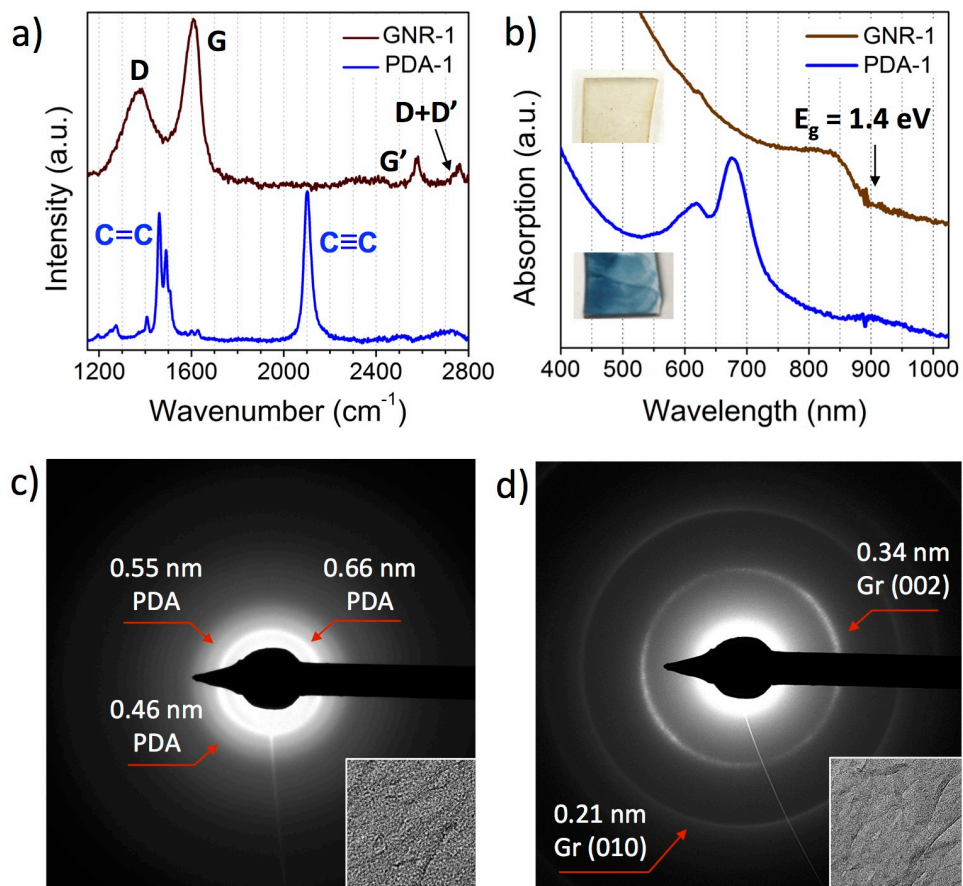 a)
GNR-1
PDA-1
D
G
G’
D+D’
C=C
C≡C
Intensity (a.u.)
1200 1600 2000 2400 2800
Wavenumber (cm⁻¹)
b)
GNR-1
PDA-1
E_g = 1.4 eV
Absorption (a.u.)
400 500 600 700 800 900 1000
Wavelength (nm)
c)
0.55 nm
PDA
0.66 nm
PDA
0.46 nm
PDA
d)
0.34 nm
Gr (002)
0.21 nm
Gr (010)